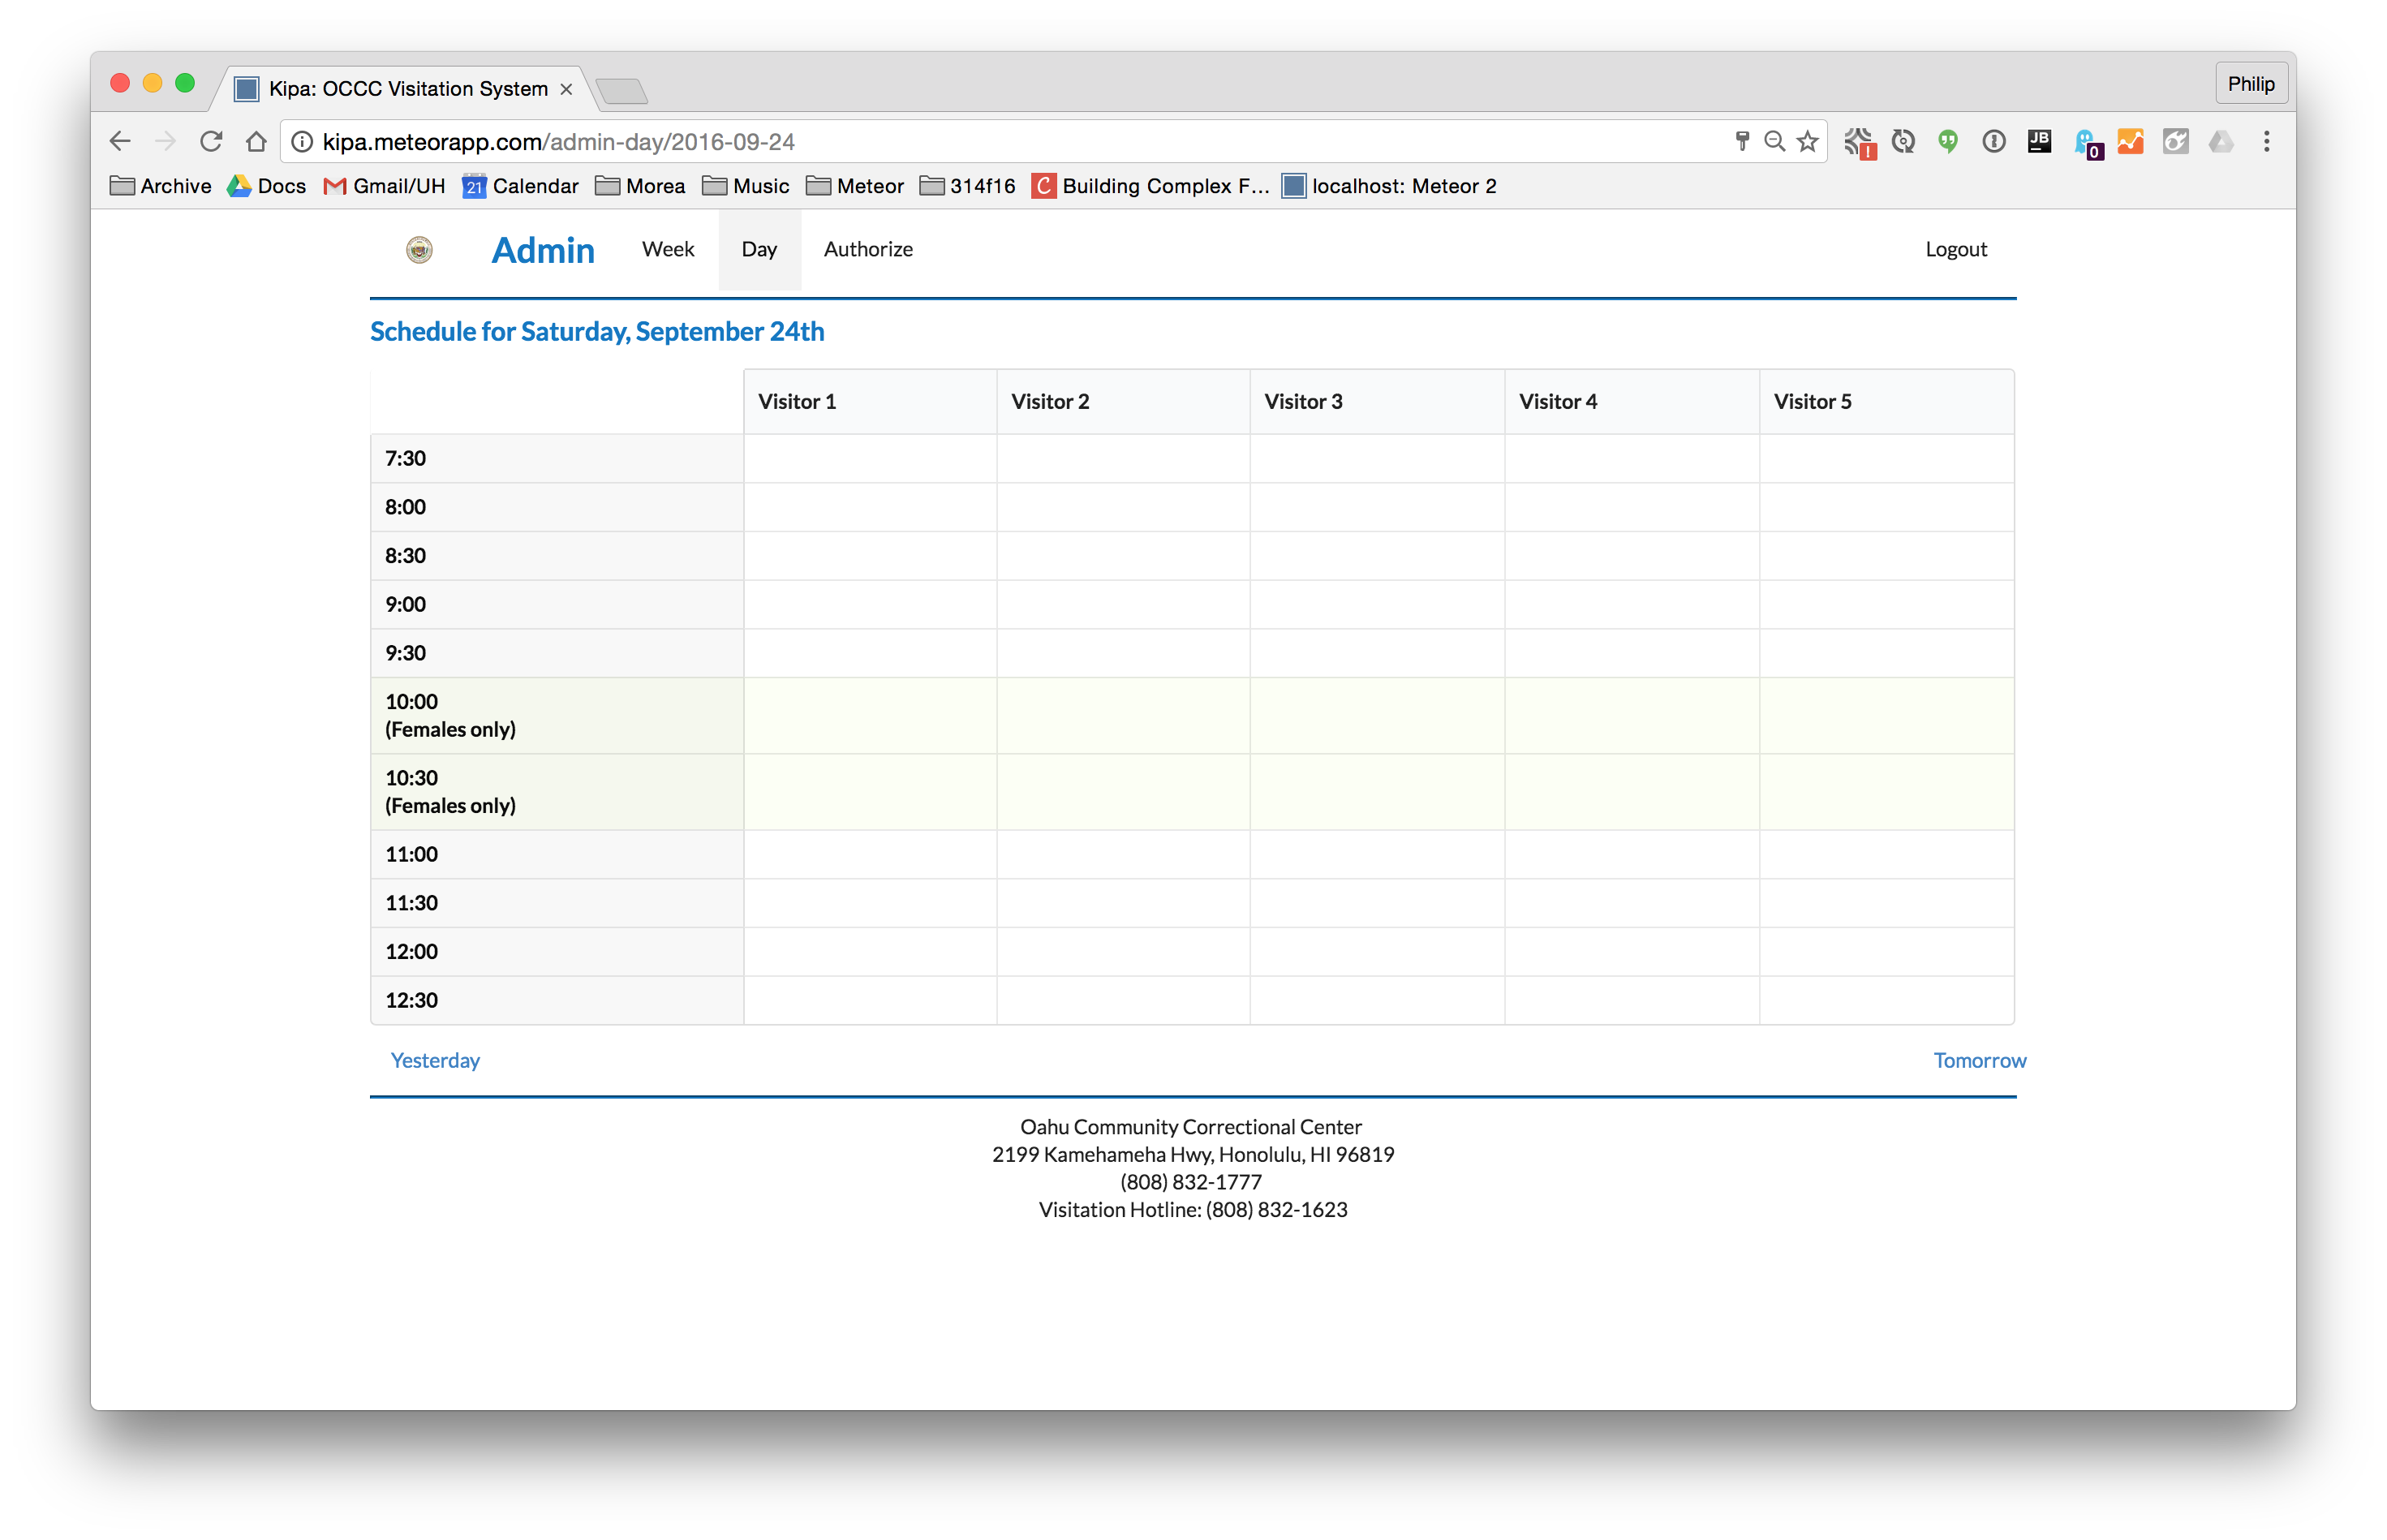 Kipa: OCCC Visitation System
Philip
kipa.meteorapp.com/admin-day/2016-09-24
! JB 0
Archive Docs Gmail/UH 21 Calendar Morea Music Meteor 314f16 C Building Complex F... localhost: Meteor 2
Admin Week Day Authorize Logout
Schedule for Saturday, September 24th
Visitor 1 Visitor 2 Visitor 3 Visitor 4 Visitor 5
7:30
8:00
8:30
9:00
9:30
10:00
(Females only)
10:30
(Females only)
11:00
11:30
12:00
12:30
Yesterday Tomorrow
Oahu Community Correctional Center
2199 Kamehameha Hwy, Honolulu, HI 96819
(808) 832-1777
Visitation Hotline: (808) 832-1623